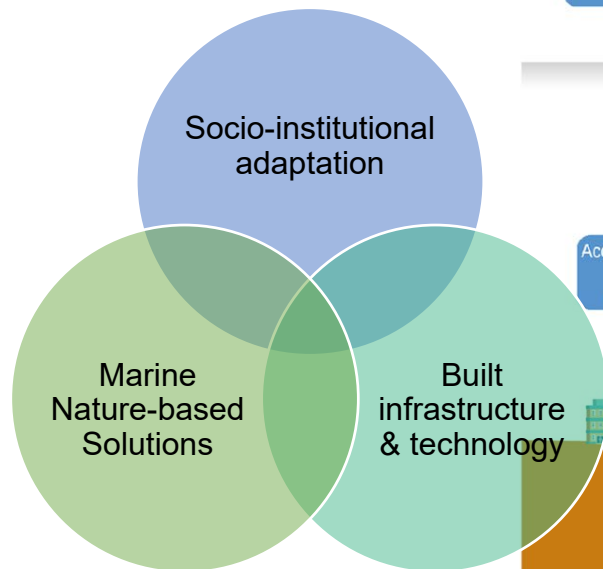 Socio-institutional
adaptation
Marine
Nature-based
Solutions
Built
infrastructure
& technology